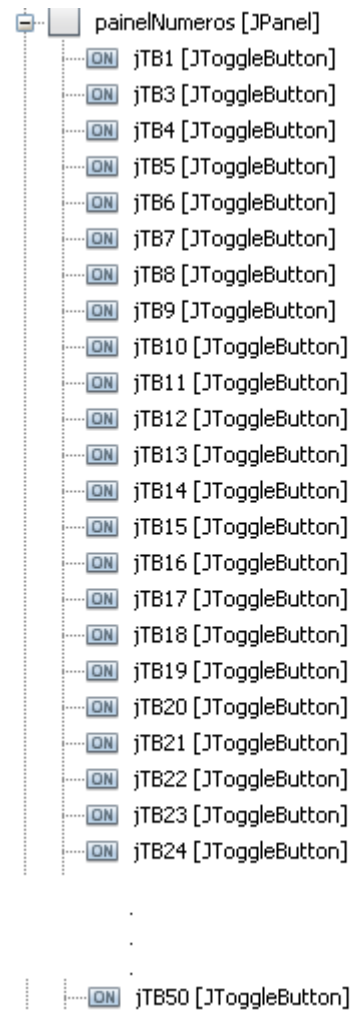 painelNumeros [JPanel]
ON jTB1 [JToggleButton]
ON jTB3 [JToggleButton]
ON jTB4 [JToggleButton]
ON jTB5 [JToggleButton]
ON jTB6 [JToggleButton]
ON jTB7 [JToggleButton]
ON jTB8 [JToggleButton]
ON jTB9 [JToggleButton]
ON jTB10 [JToggleButton]
ON jTB11 [JToggleButton]
ON jTB12 [JToggleButton]
ON jTB13 [JToggleButton]
ON jTB14 [JToggleButton]
ON jTB15 [JToggleButton]
ON jTB16 [JToggleButton]
ON jTB17 [JToggleButton]
ON jTB18 [JToggleButton]
ON jTB19 [JToggleButton]
ON jTB20 [JToggleButton]
ON jTB21 [JToggleButton]
ON jTB22 [JToggleButton]
ON jTB23 [JToggleButton]
ON jTB24 [JToggleButton]
.
.
.
ON jTB50 [JToggleButton]